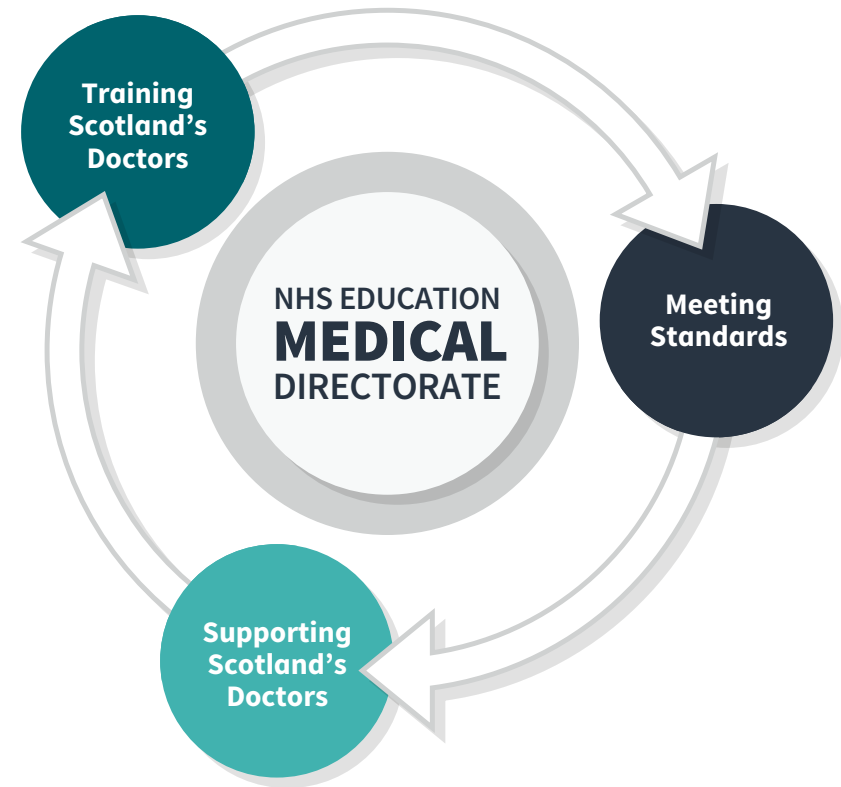 Training
Scotland’s
Doctors
Meeting
Standards
NHS EDUCATION
MEDICAL
DIRECTORATE
Supporting
Scotland’s
Doctors